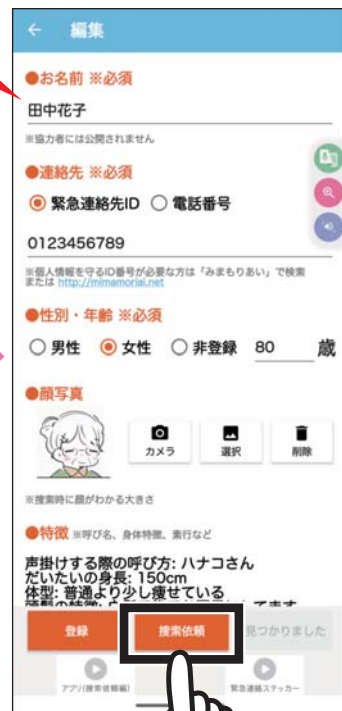 ← 編集
●お名前 ※必須
田中花子
※協力者には公開されません
●連絡先 ※必須
緊急連絡先ID 電話番号
0123456789
※個人情報を守るID番号が必要な方は「みまもりあい」で検索
または http://mimamoriai.net
●性別・年齢 ※必須
男性 女性 非登録 80 歳
●顔写真
カメラ 選択 削除
※捜索時に顔がわかる大きさ
●特徴 ※呼び名、身体特徴、素行など
声掛けする際の呼び方: ハナコさん
だいたいの身長: 150cm
体型: 普通より少し痩せている
登録 捜索依頼 見つかりました
アプリ(捜索依頼編) 緊急連絡ステッカー